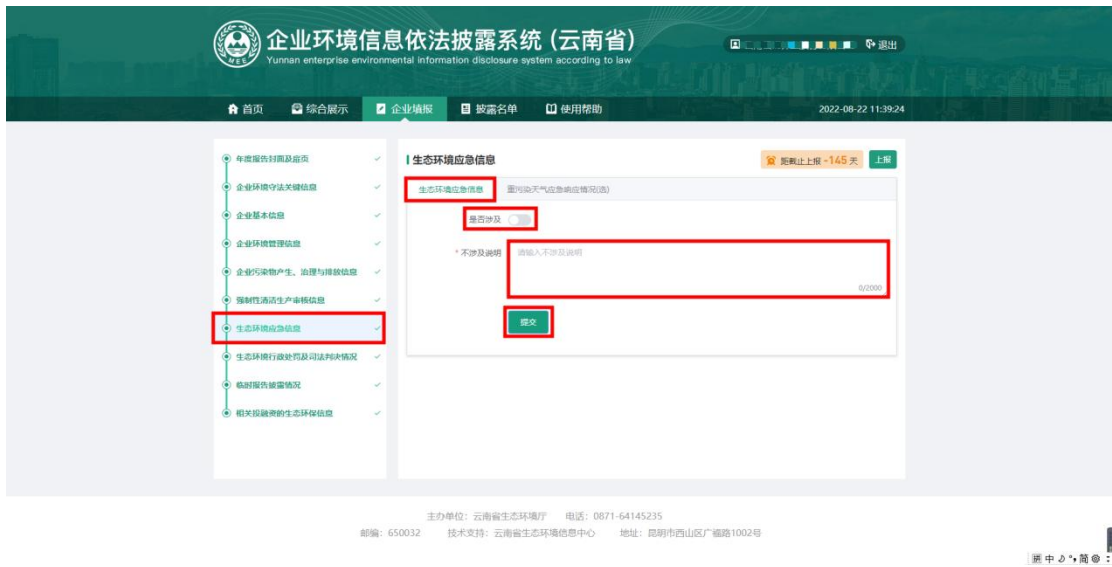 企业环境信息依法披露系统 (云南省)
Yunnan enterprise environmental information disclosure system according to law
MEE
退出
首页 综合展示 企业填报 披露名单 使用帮助 2022-08-22 11:39:24
年度报告封面及扉页
企业环境守法关键信息
企业基本信息
企业环境管理信息
企业污染物产生、治理与排放信息
强制性清洁生产审核信息
生态环境应急信息
生态环境行政处罚及司法判决情况
临时报告披露情况
相关投融资的生态环保信息
生态环境应急信息
距截止上报 -145 天 上报
生态环境应急信息 重污染天气应急响应情况(选)
是否涉及
* 不涉及说明 请输入不涉及说明
0/2000
提交
主办单位：云南省生态环境厅 电话：0871-64145235
邮编：650032 技术支持：云南省生态环境信息中心 地址：昆明市西山区广福路1002号
中 简